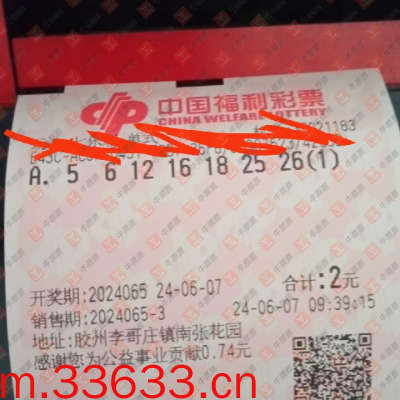 中国福利彩票
CHINA WELFARE LOTTERY
A. 5 6 12 16 18 25 26(1)
开奖期:2024065 24-06-07 合计:2元
销售期:2024065-3 24-06-07 09:39:15
地址:胶州李哥庄镇南张花园
感谢您为公益事业贡献0.74元
m.33633.cn